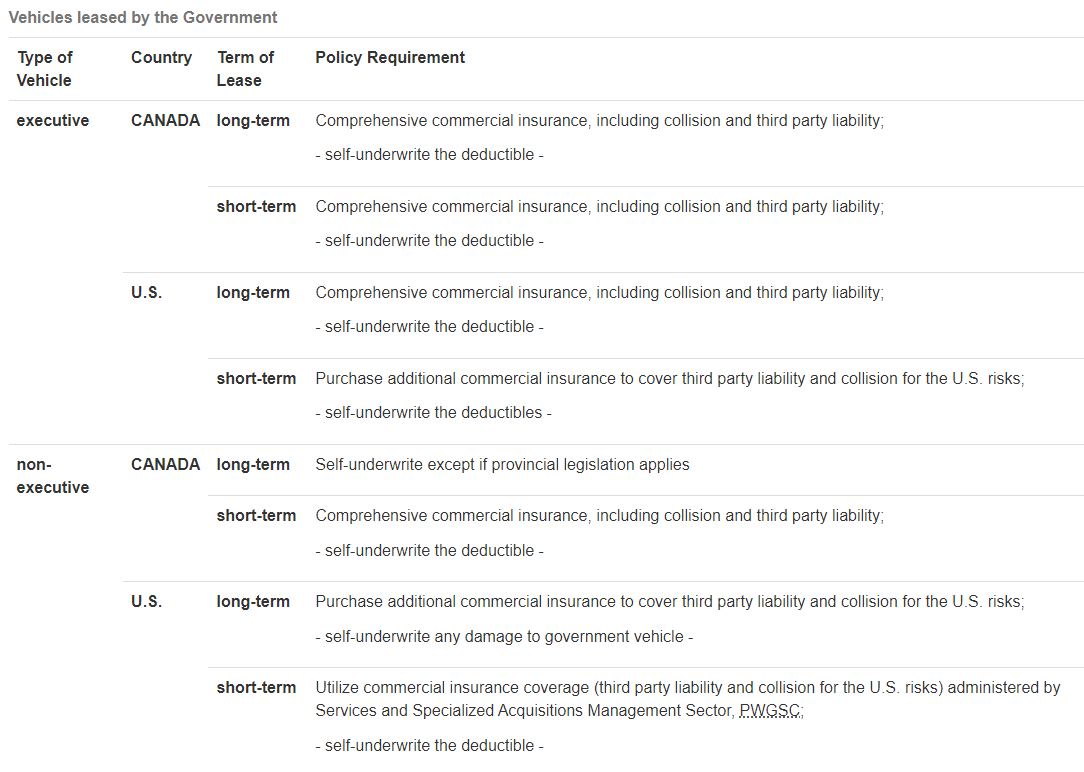 Vehicles leased by the Government
Type of Vehicle Country Term of Lease Policy Requirement
executive CANADA long-term Comprehensive commercial insurance, including collision and third party liability;
- self-underwrite the deductible -
short-term Comprehensive commercial insurance, including collision and third party liability;
- self-underwrite the deductible -
U.S. long-term Comprehensive commercial insurance, including collision and third party liability;
- self-underwrite the deductible -
short-term Purchase additional commercial insurance to cover third party liability and collision for the U.S. risks;
- self-underwrite the deductibles -
non-executive CANADA long-term Self-underwrite except if provincial legislation applies
short-term Comprehensive commercial insurance, including collision and third party liability;
- self-underwrite the deductible -
U.S. long-term Purchase additional commercial insurance to cover third party liability and collision for the U.S. risks;
- self-underwrite any damage to government vehicle -
short-term Utilize commercial insurance coverage (third party liability and collision for the U.S. risks) administered by
Services and Specialized Acquisitions Management Sector, PWGSC;
- self-underwrite the deductible -